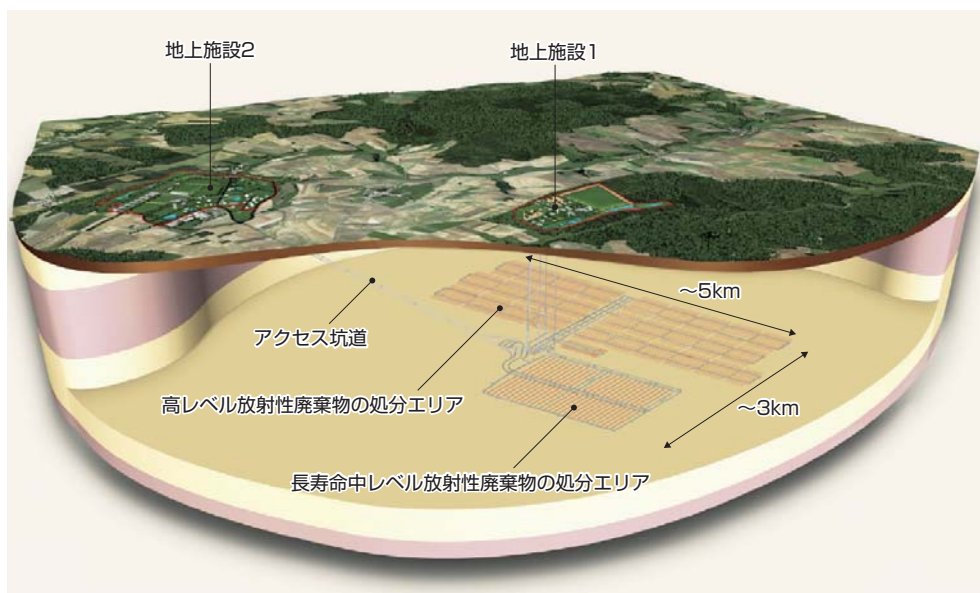 地上施設2
地上施設1
～5km
アクセス坑道
高レベル放射性廃棄物の処分エリア
～3km
長寿命中レベル放射性廃棄物の処分エリア